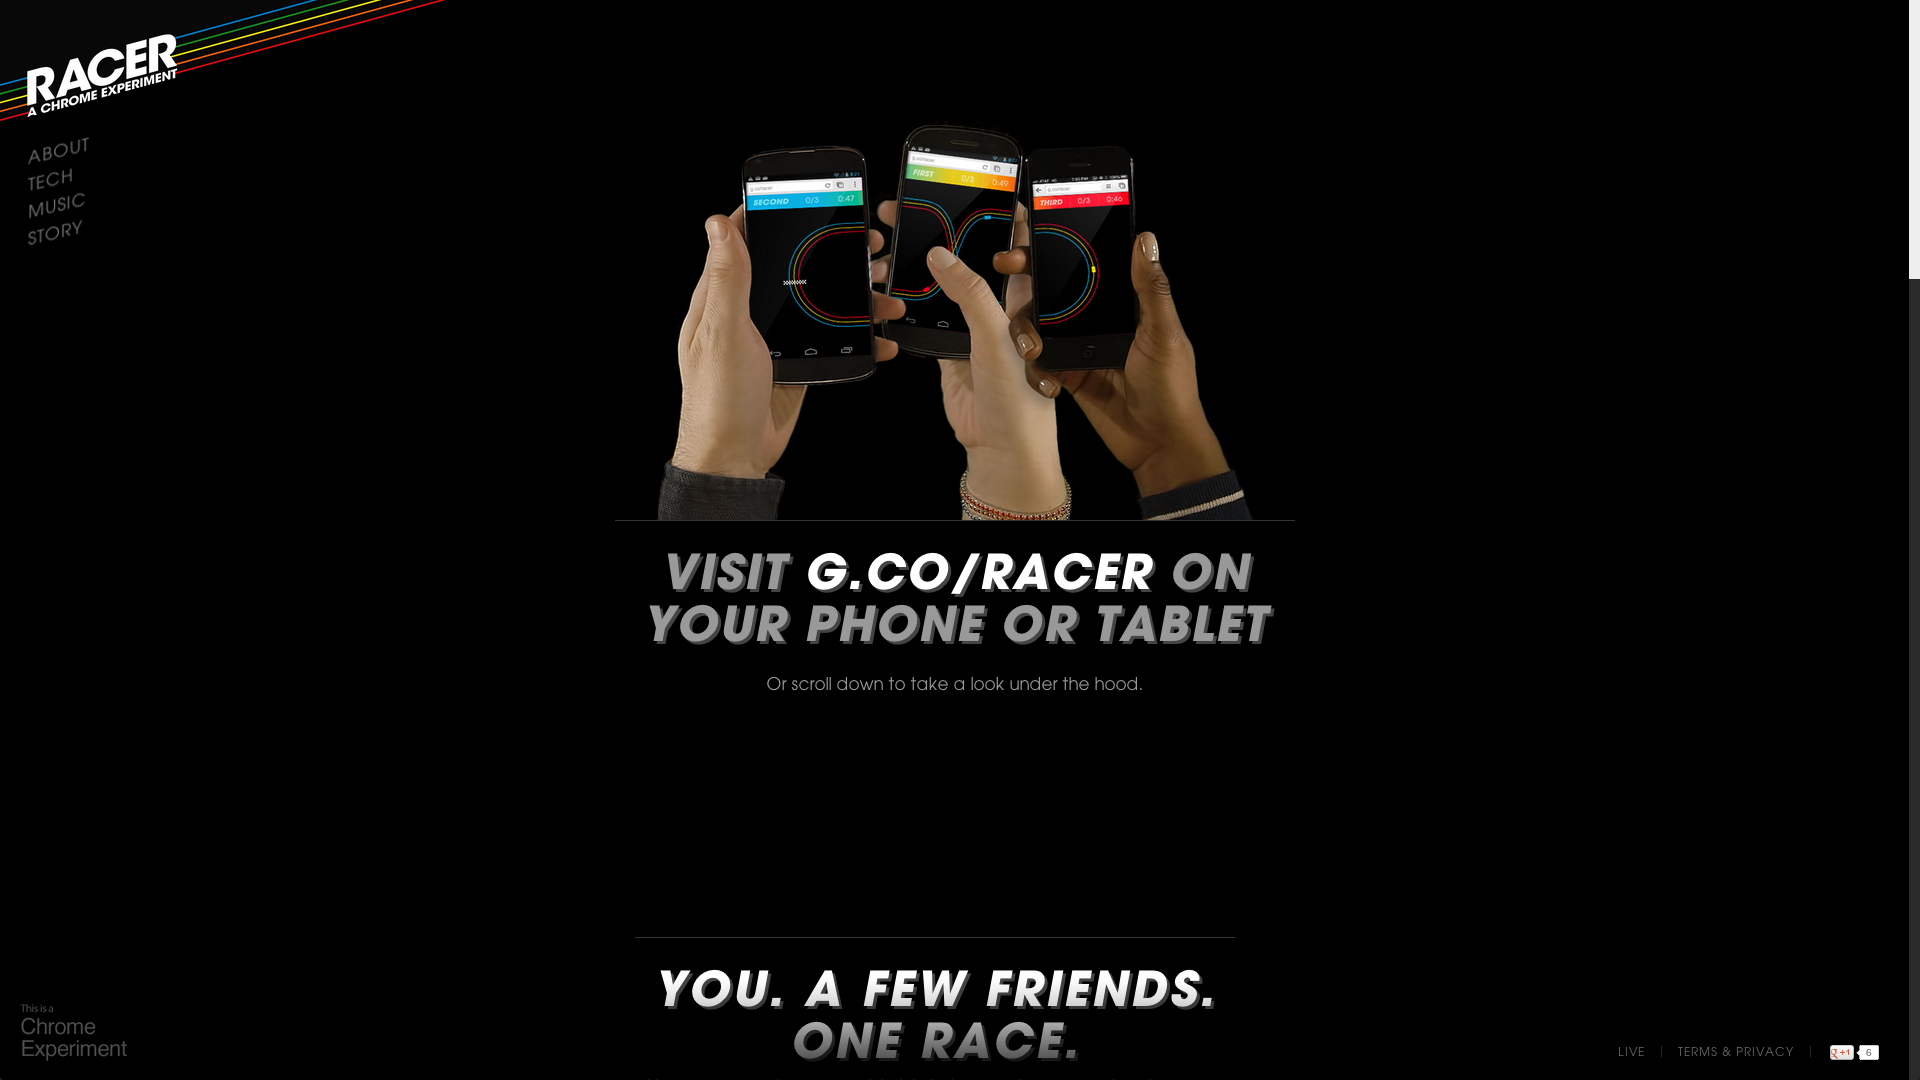 RACER
A CHROME EXPERIMENT
ABOUT
TECH
MUSIC
STORY
SECOND 0/3 0:47
FIRST 0/3 0:49
THIRD 0/3 0:46
VISIT G.CO/RACER ON
YOUR PHONE OR TABLET
Or scroll down to take a look under the hood.
YOU. A FEW FRIENDS.
ONE RACE.
This is a
Chrome
Experiment
LIVE
TERMS & PRIVACY
+1
6